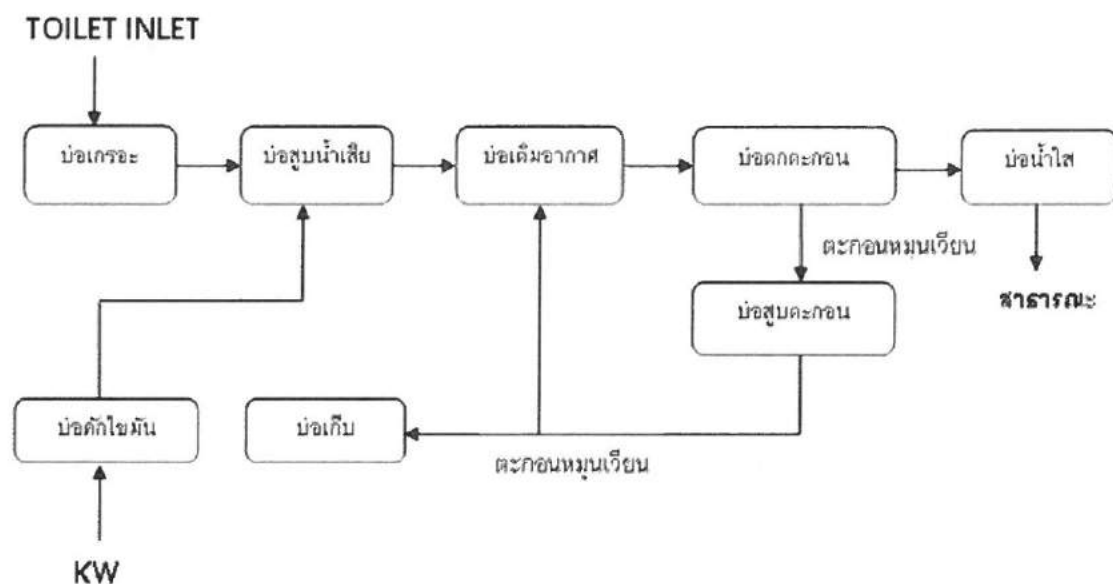 TOILET INLET
บ่อเกรอะ
บ่อสูบน้ำเสีย
บ่อเติมอากาศ
บ่อตกตะกอน
บ่อน้ำใส
ตะกอนหมุนเวียน
สาธารณะ
บ่อสูบตะกอน
บ่อดักไขมัน
บ่อเก็บ
ตะกอนหมุนเวียน
KW